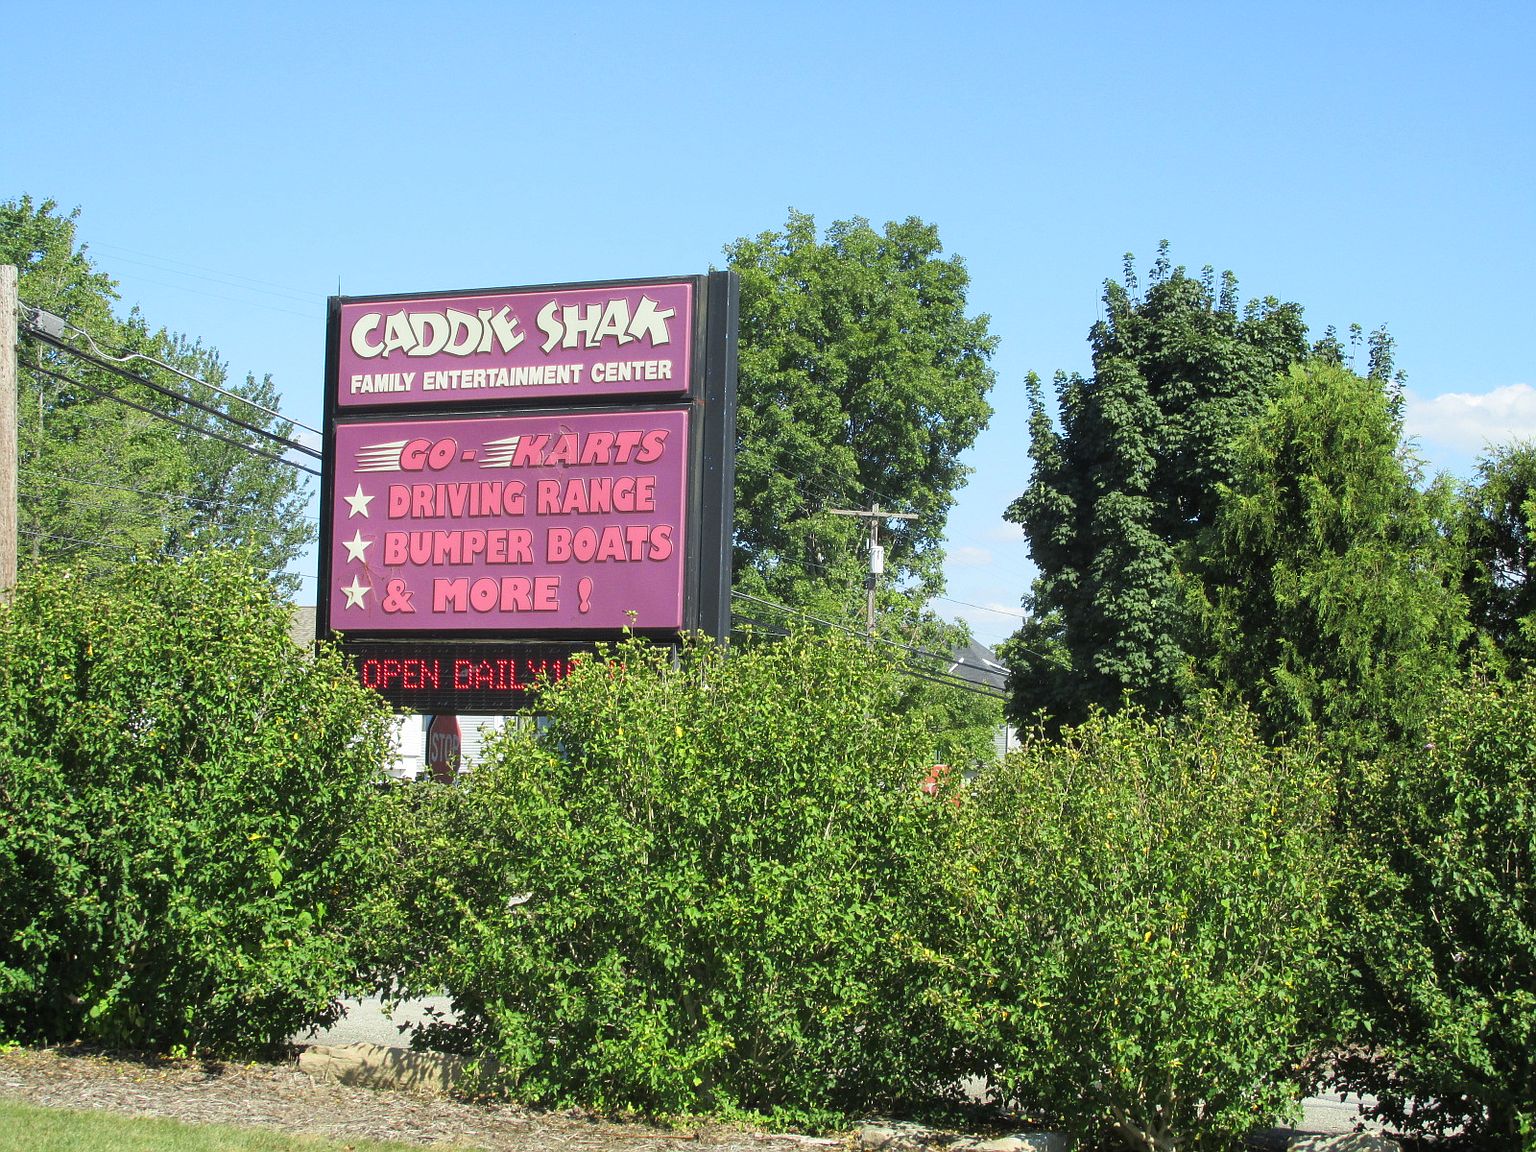 CADDIE SHAK
FAMILY ENTERTAINMENT CENTER
GO - KARTS
DRIVING RANGE
BUMPER BOATS
& MORE !
OPEN DAILY
STOP